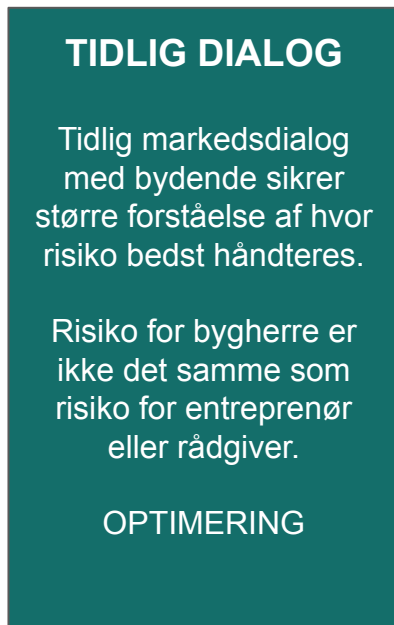 TIDLIG DIALOG
Tidlig markedsdialog
med bydende sikrer
større forståelse af hvor
risiko bedst håndteres.
Risiko for bygherre er
ikke det samme som
risiko for entreprenør
eller rådgiver.
OPTIMERING